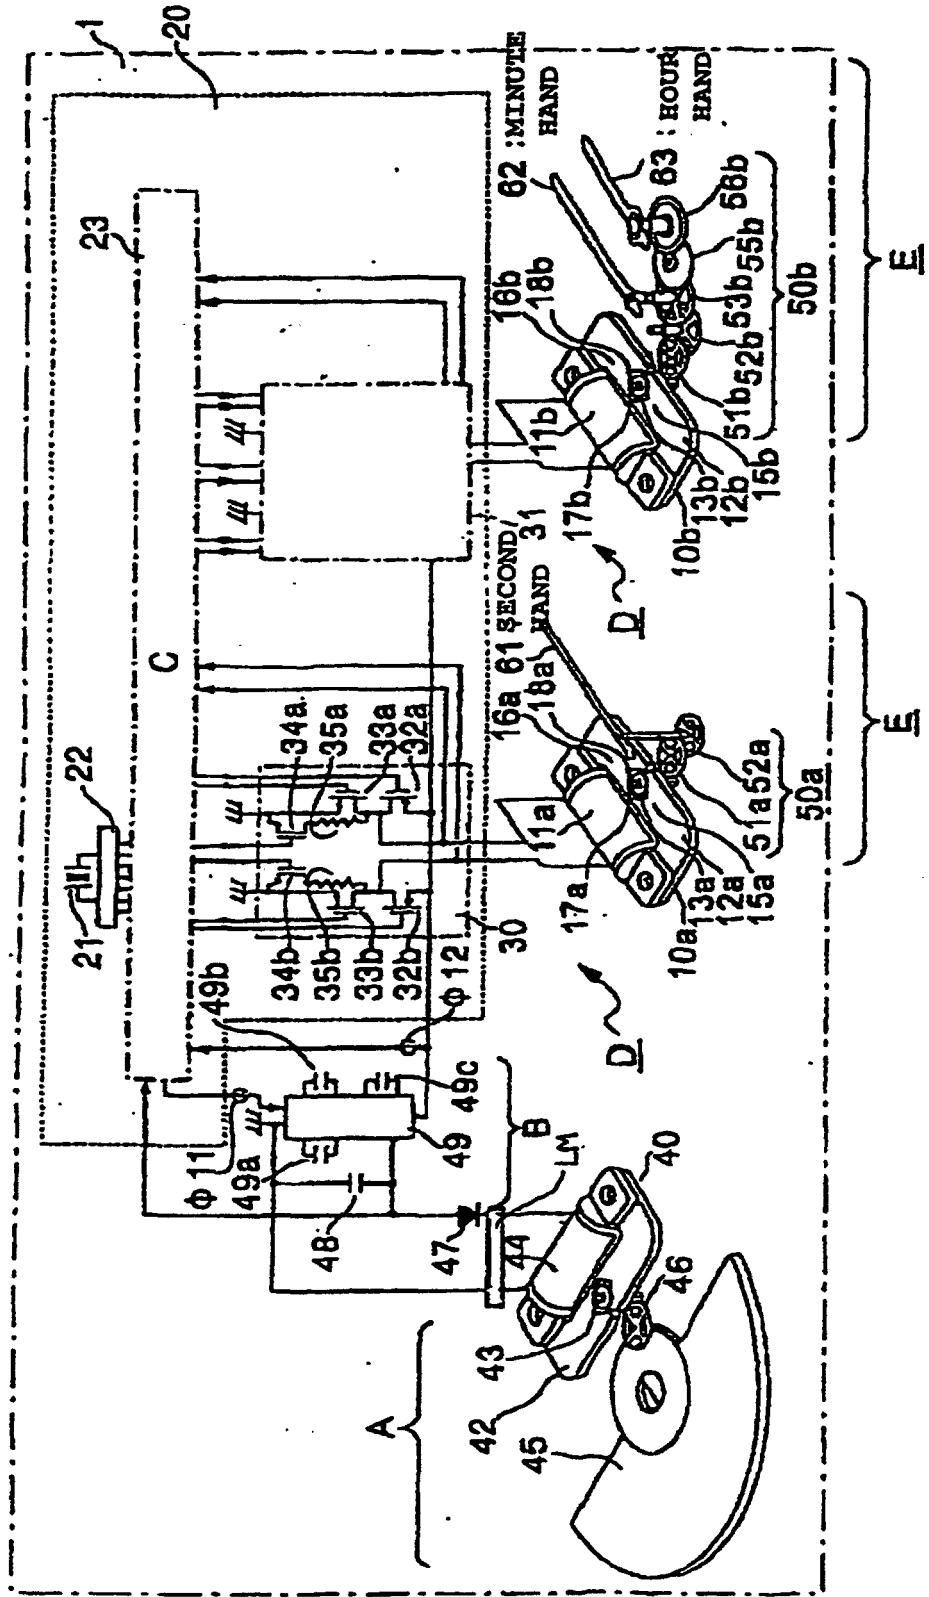 1
20
23
C
22
21
34a
35a
33a
32a
34b
35b
33b
32b
30
31
Φ 12
49b
49c
49
49a
Φ 11
48
47
B
LM
44
40
46
43
42
45
A
D
10a
13a
12a
15a
17a
11a
16a
18a
61 SECOND
HAND
51a
52a
50a
E
D
10b
13b
12b
15b
17b
11b
16b
18b
62 :MINUTE
HAND
63 : HOUR
HAND
51b
52b
53b
55b
56b
50b
E